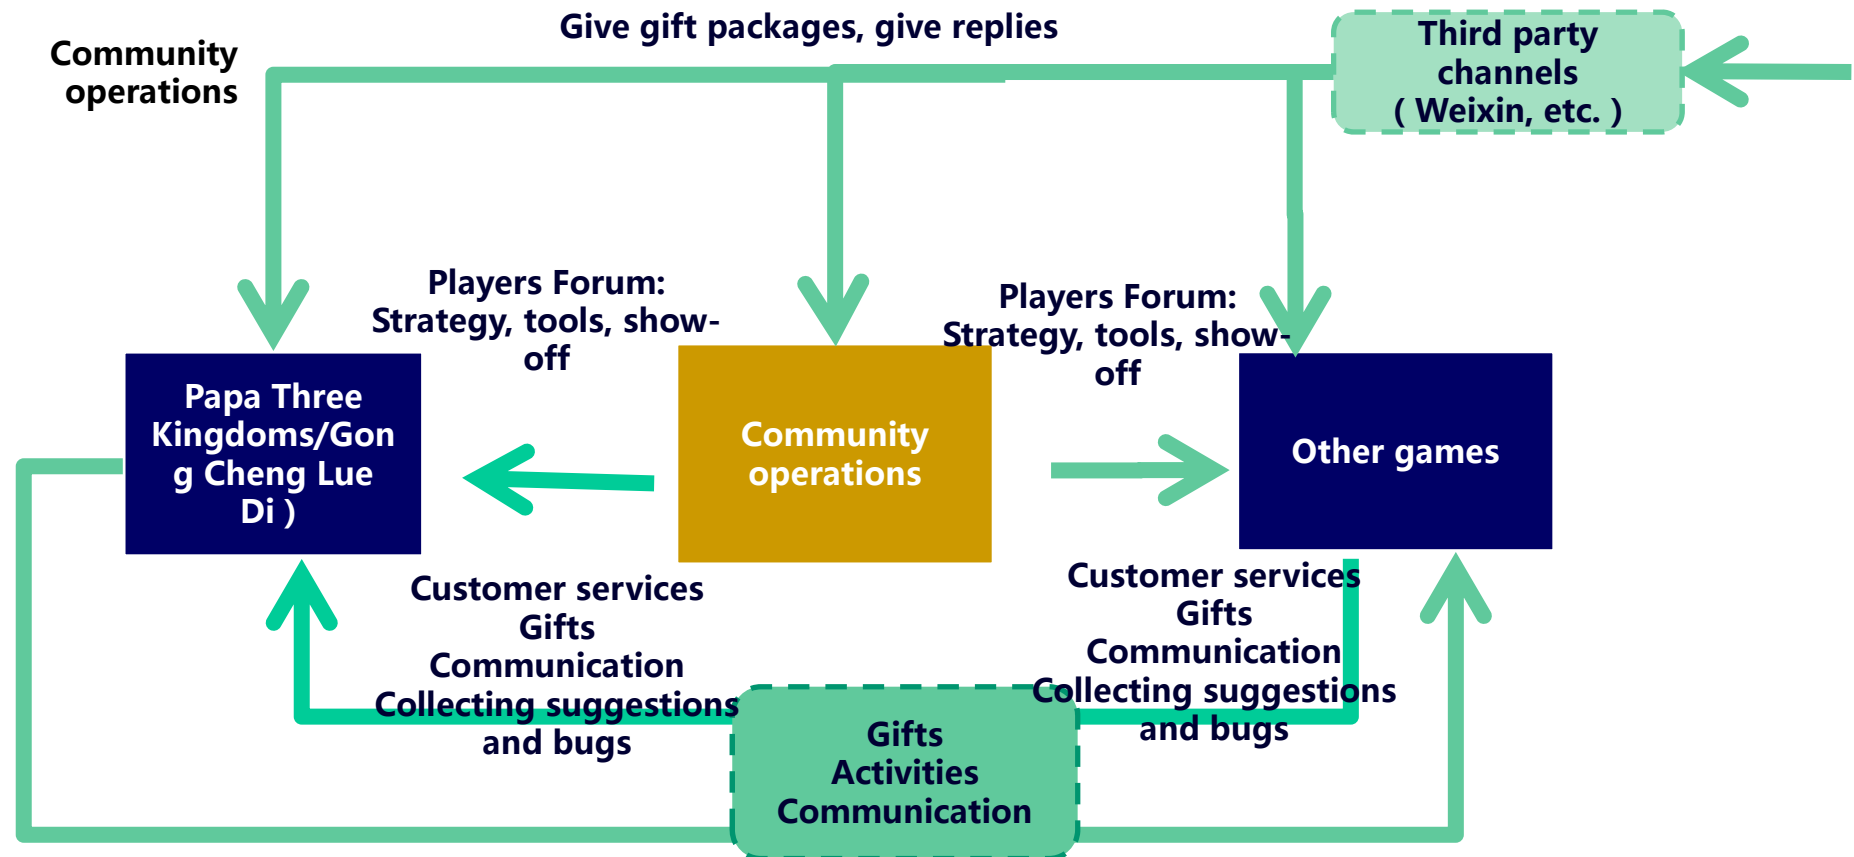 Give gift packages, give replies
Community
operations
Third party
channels
( Weixin, etc. )
Players Forum:
Strategy, tools, show-
off
Players Forum:
Strategy, tools, show-
off
Papa Three
Kingdoms/Gon
g Cheng Lue
Di )
Community
operations
Other games
Customer services
Gifts
Communication
Collecting suggestions
and bugs
Customer services
Gifts
Communication
Collecting suggestions
and bugs
Gifts
Activities
Communication